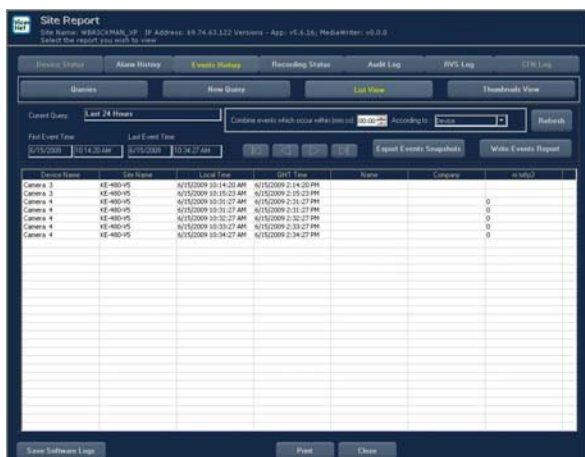 Site Report
Site Name: WBRICKMAN_XP IP Address: 69.74.63.122 Versions - App: v5.6.16; MediaWriter: v0.0.0
Select the report you wish to view
Device Status Alarm History Events History Recording Status Audit Log RVS Log CFM Log
Queries New Query List View Thumbnails View
Current Query: Last 24 Hours Combine events which occur within (mm:ss) 00:00 According to: Device Refresh
First Event Time: Last Event Time:
6/15/2009 10:14:20 AM 6/15/2009 10:34:27 AM Export Events Snapshots Write Events Report
Device Name Site Name Local Time GMT Time Name Company
Camera 3 KE-480-V5 6/15/2009 10:14:20 AM 6/15/2009 2:14:20 PM
Camera 3 KE-480-V5 6/15/2009 10:15:23 AM 6/15/2009 2:15:23 PM
Camera 4 KE-480-V5 6/15/2009 10:31:27 AM 6/15/2009 2:31:27 PM 0
Camera 4 KE-480-V5 6/15/2009 10:31:27 AM 6/15/2009 2:31:27 PM 0
Camera 4 KE-480-V5 6/15/2009 10:32:27 AM 6/15/2009 2:32:27 PM 0
Camera 4 KE-480-V5 6/15/2009 10:33:27 AM 6/15/2009 2:33:27 PM 0
Camera 4 KE-480-V5 6/15/2009 10:34:27 AM 6/15/2009 2:34:27 PM 0
Save Software Logs Print Close